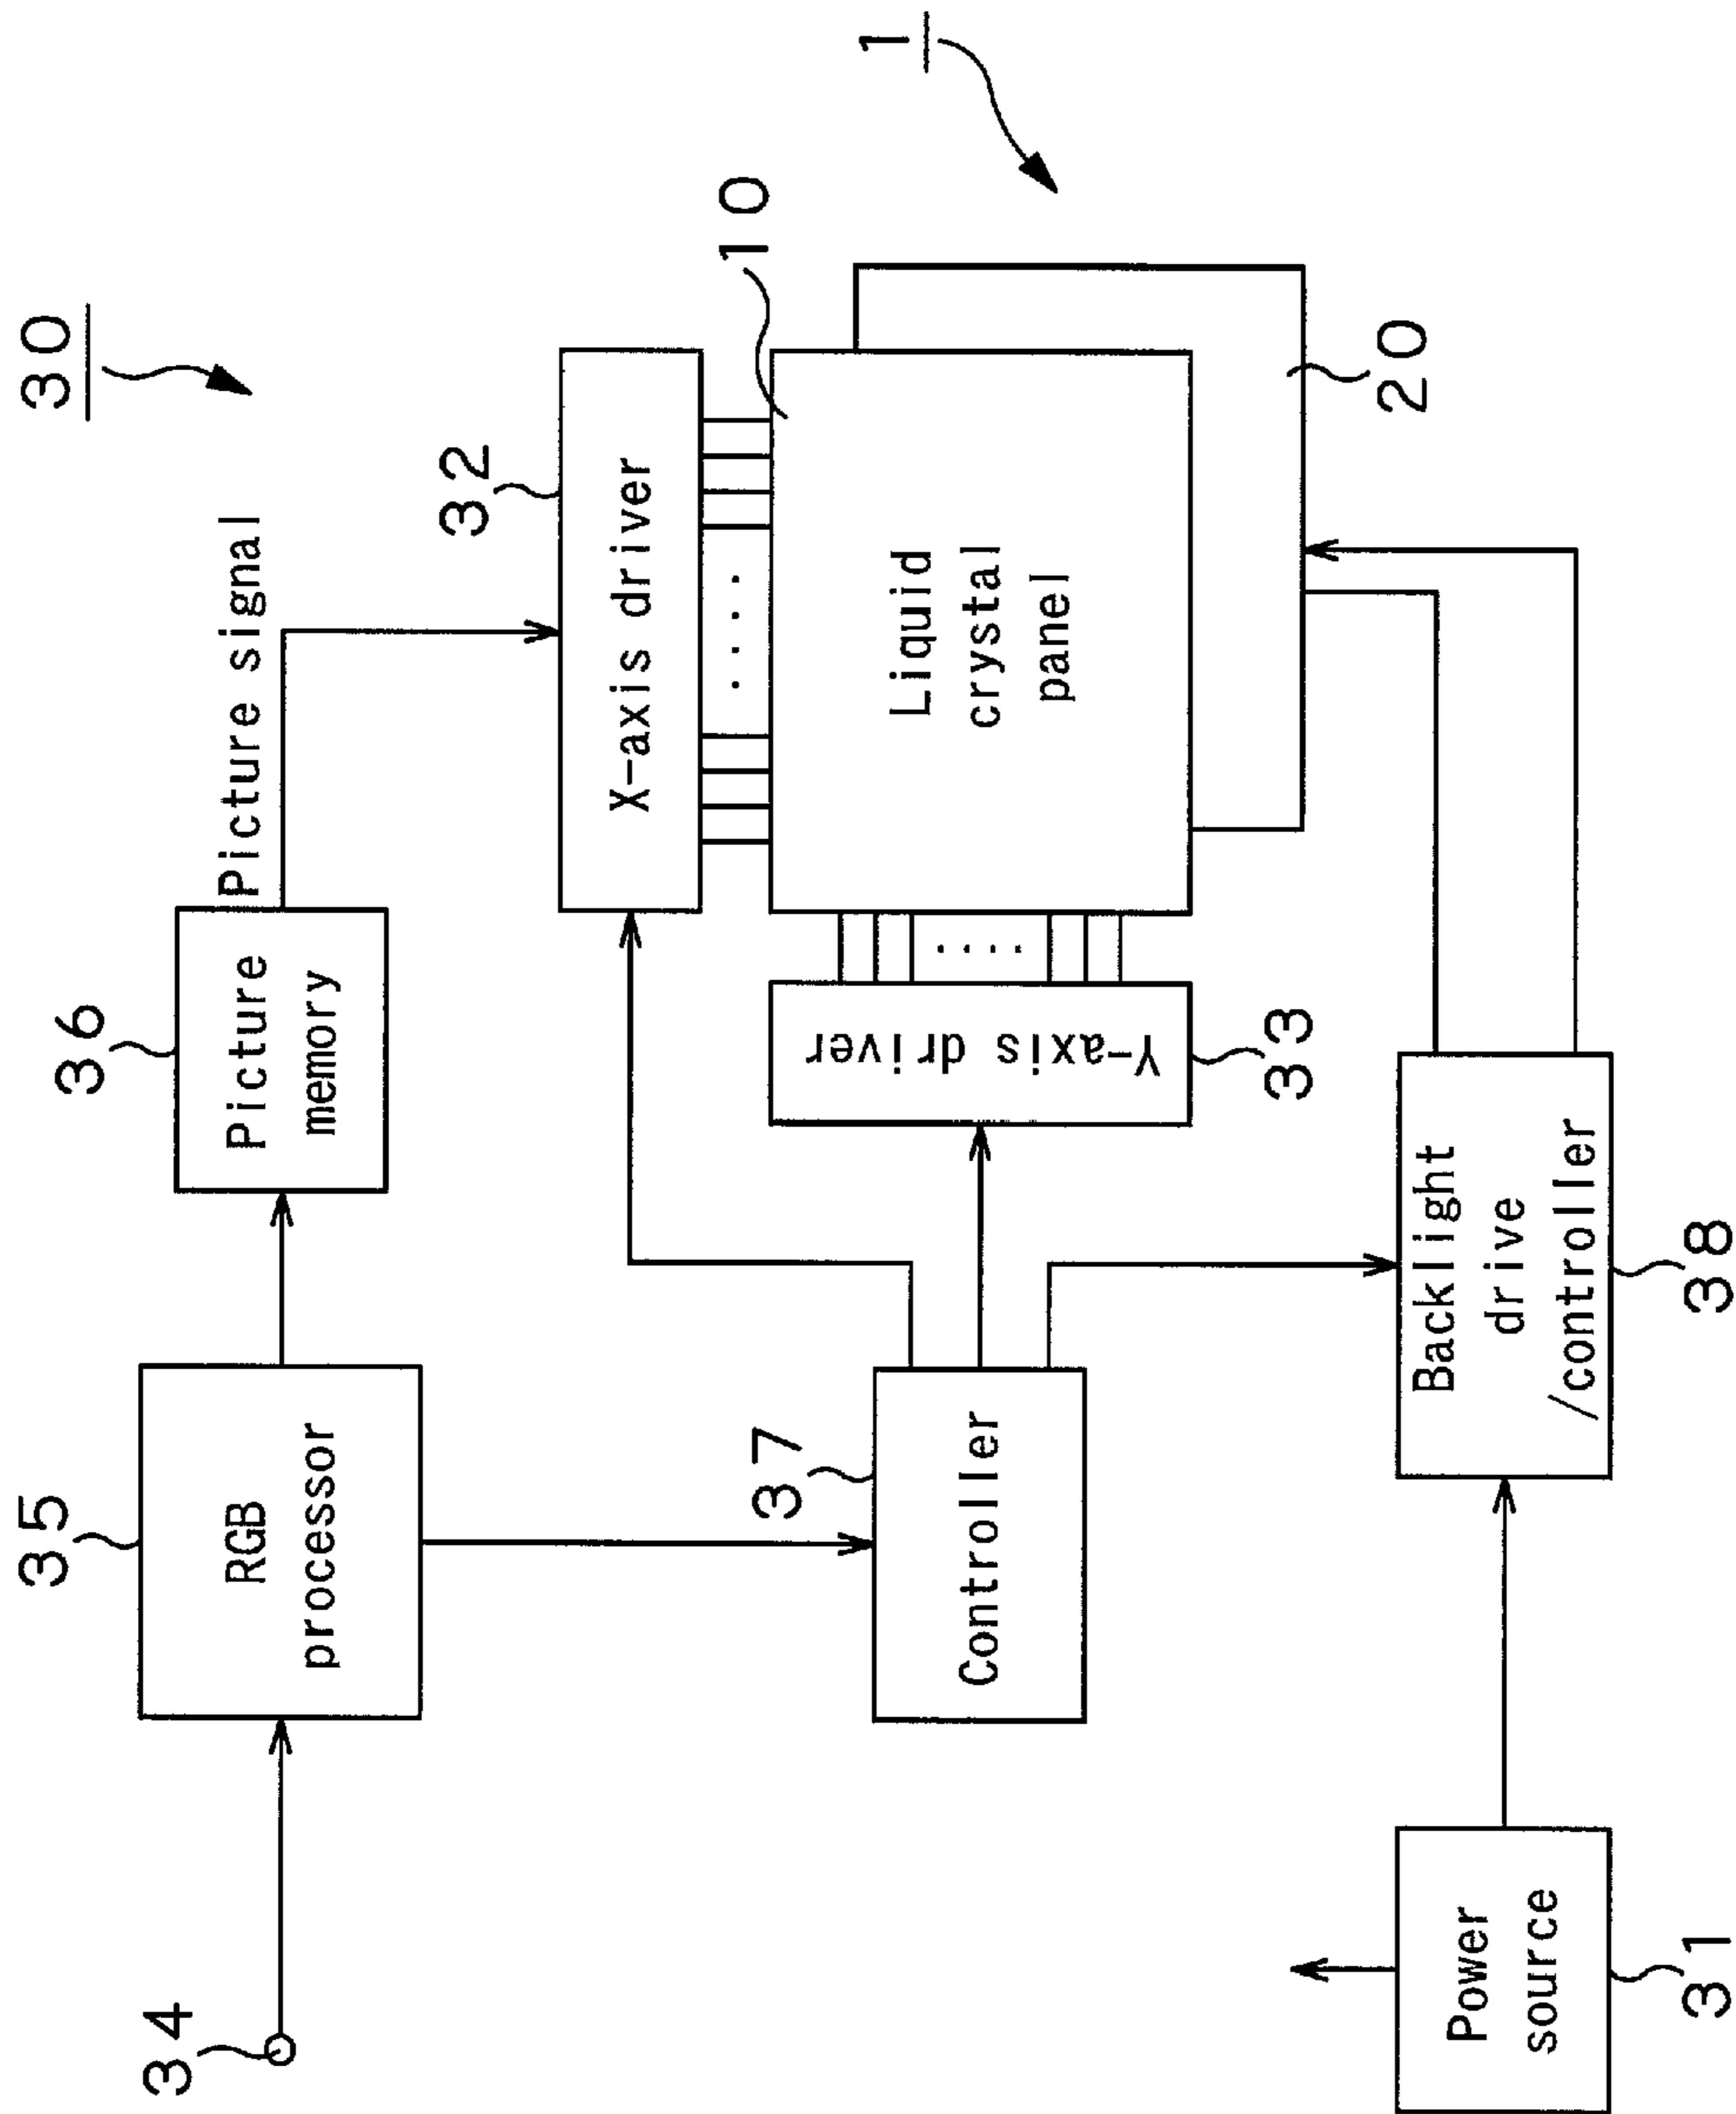 30
1
34
35
RGB
processor
36
Picture
memory
Picture signal
32
X-axis driver
10
37
Controller
Y-axis driver
33
Liquid
crystal
panel
20
31
Power
source
38
Backlight
drive
/controller